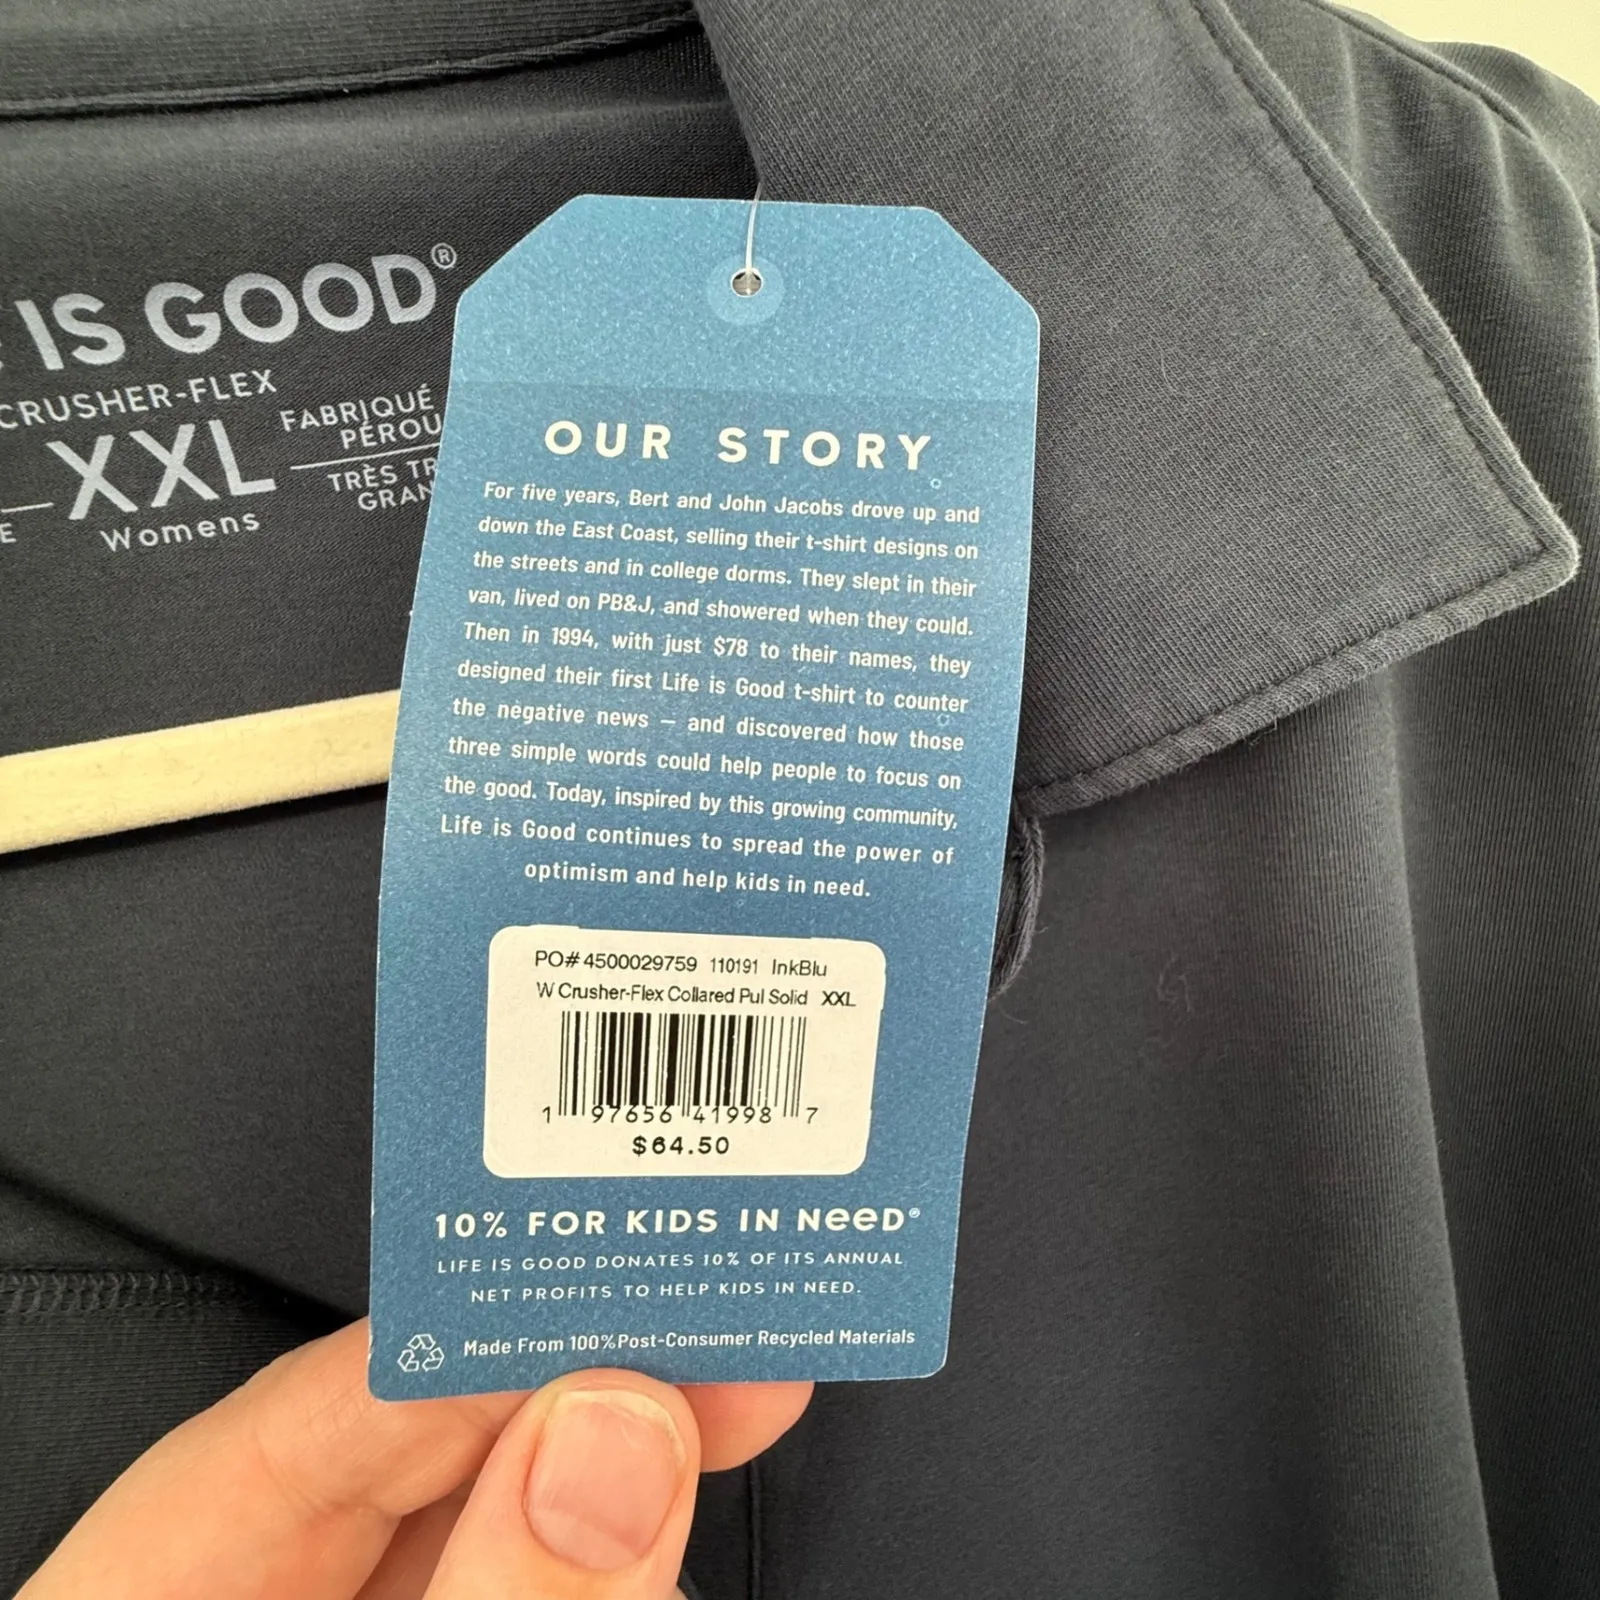 IS GOOD®
CRUSHER-FLEX
XXL
Womens
FABRIQUÉ
PÉROU
TRÈS
OUR STORY
For five years, Bert and John Jacobs drove up and
down the East Coast, selling their t-shirt designs on
the streets and in college dorms. They slept in their
van, lived on PB&J, and showered when they could.
Then in 1994, with just $78 to their names, they
designed their first Life is Good t-shirt to counter
the negative news — and discovered how those
three simple words could help people to focus on
the good. Today, inspired by this growing community,
Life is Good continues to spread the power of
optimism and help kids in need.
PO# 4500029759 110191 InkBlu
W Crusher-Flex Collared Pul Solid XXL
1 97656 41998 7
$64.50
10% FOR KIDS IN NeeD®
LIFE IS GOOD DONATES 10% OF ITS ANNUAL
NET PROFITS TO HELP KIDS IN NEED.
Made From 100%Post-Consumer Recycled Materials